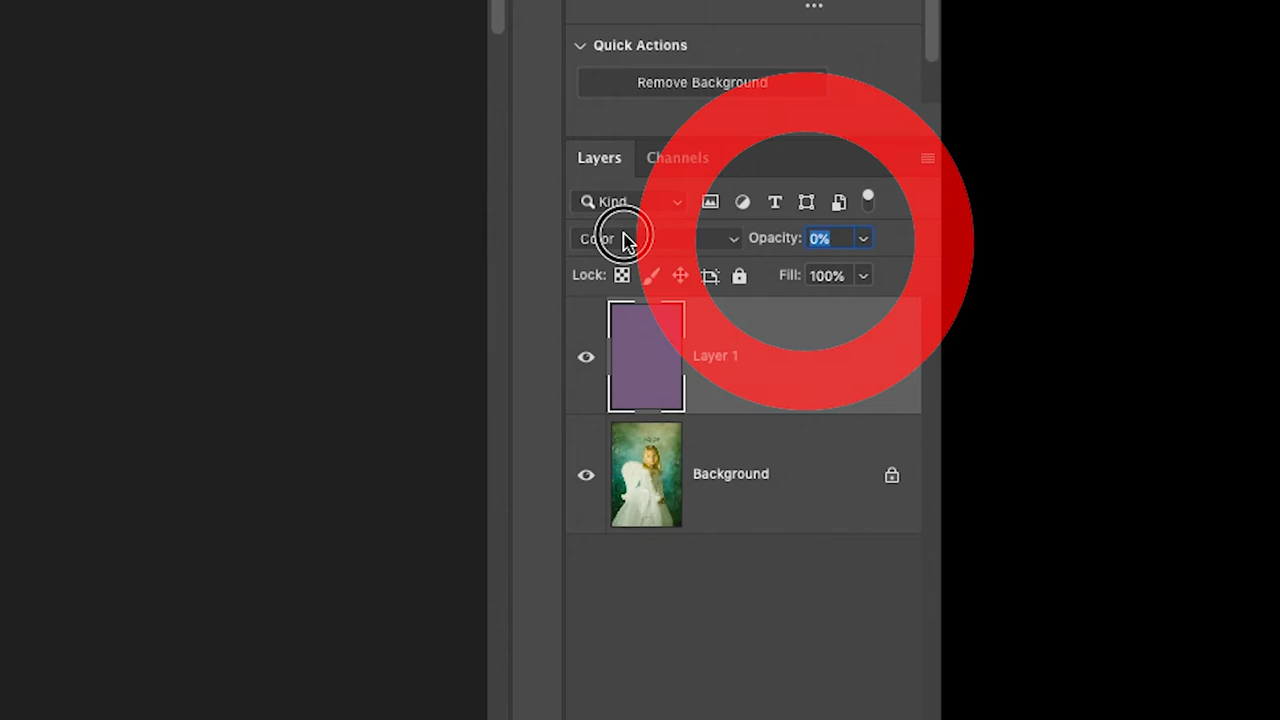 Quick Actions
Remove Background
Layers Channels
Kind
Color Opacity: 0%
Lock: Fill: 100%
Layer 1
Background